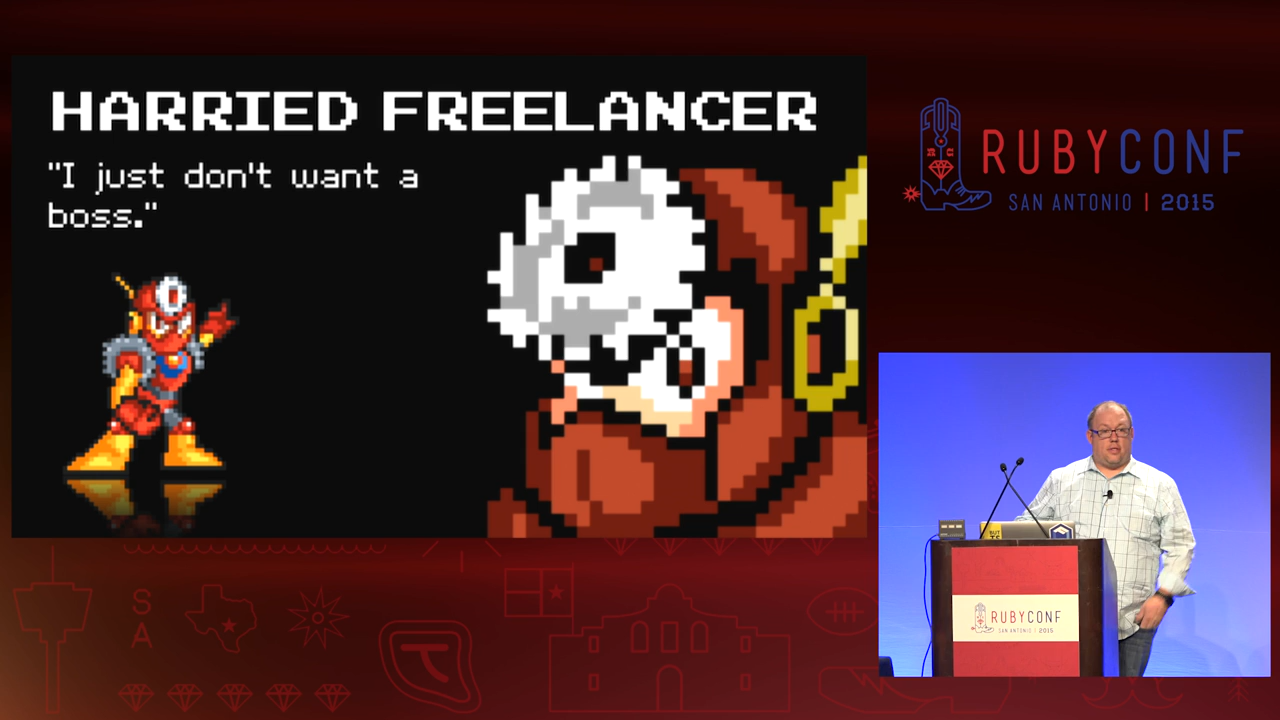 HARRIED FREELANCER
"I just don't want a
boss."
RUBYCONF
SAN ANTONIO | 2015
S
A
RUBYCONF
SAN ANTONIO | 2015